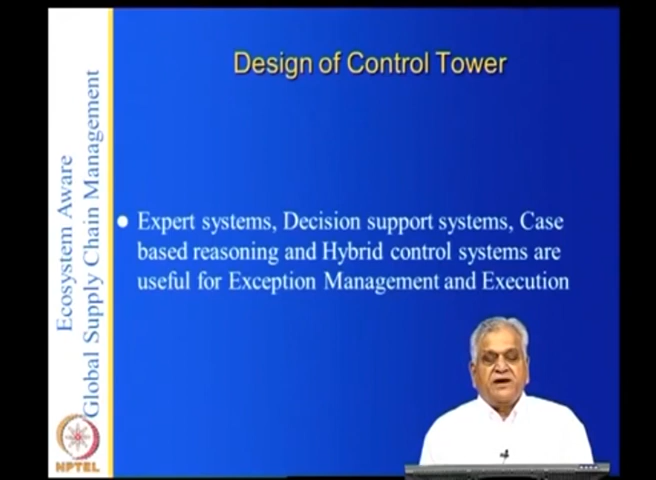 Design of Control Tower
Ecosystem Aware
Global Supply Chain Management
Expert systems, Decision support systems, Case
based reasoning and Hybrid control systems are
useful for Exception Management and Execution
NPTEL